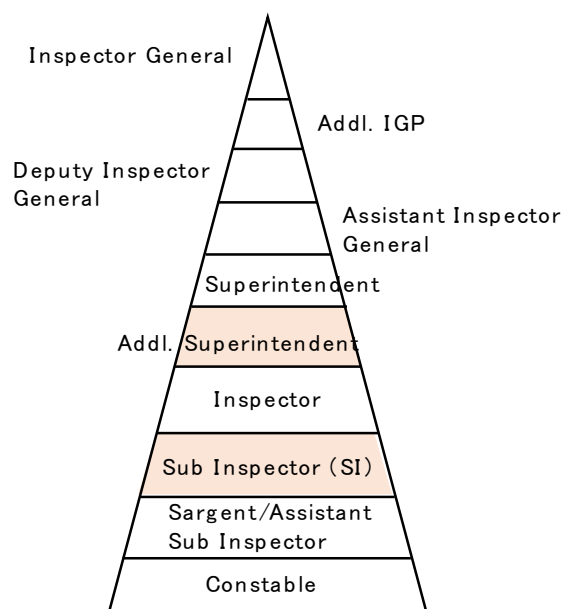 Inspector General
Addl. IGP
Deputy Inspector
General
Assistant Inspector
General
Superintendent
Addl. Superintendent
Inspector
Sub Inspector (SI)
Sargent/Assistant
Sub Inspector
Constable